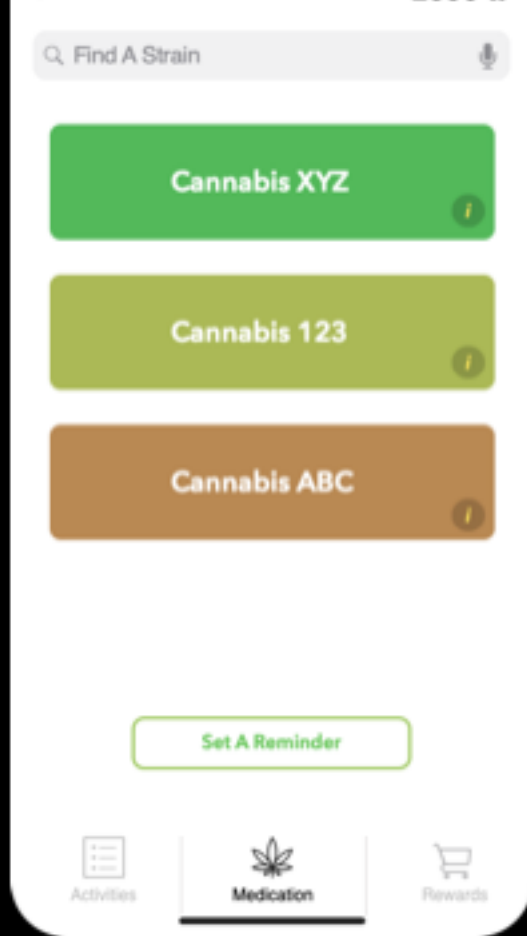 Find A Strain
Cannabis XYZ
i
Cannabis 123
i
Cannabis ABC
i
Set A Reminder
Activities
Medication
Rewards